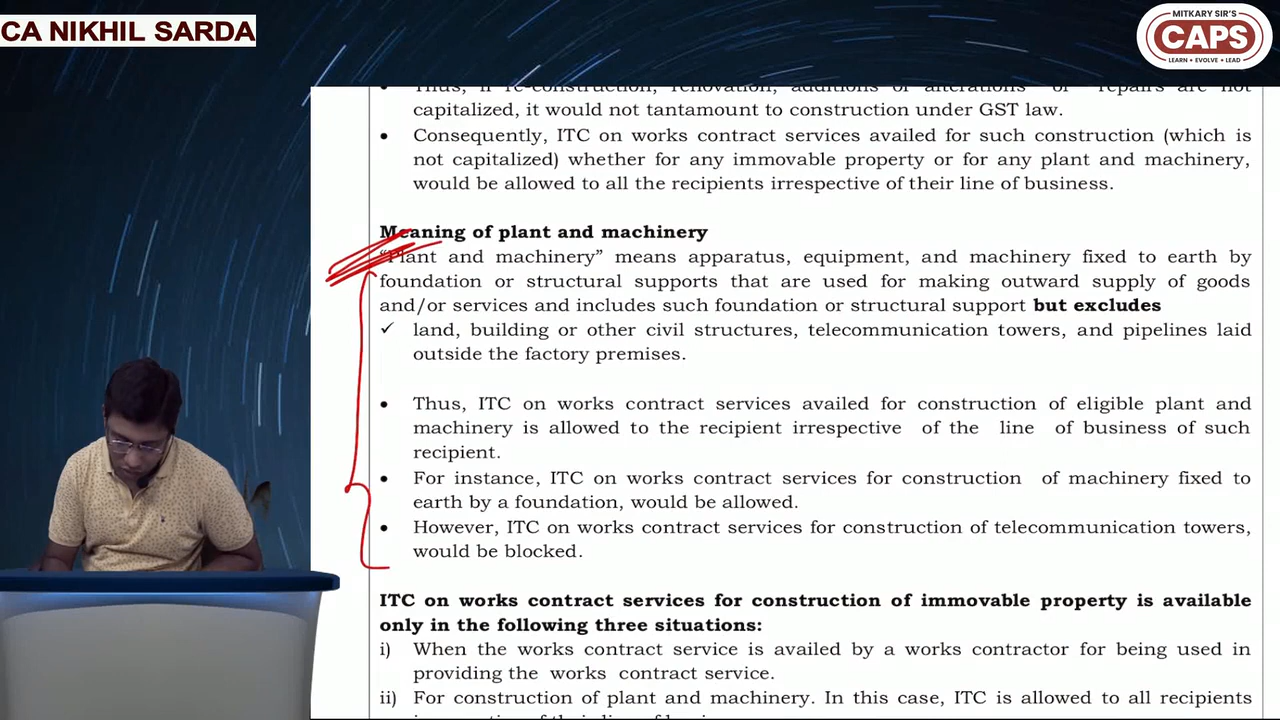 CA NIKHIL SARDA
MITKARY SIR'S
CAPS
LEARN • EVOLVE • LEAD
• Thus, if re-construction, renovation, additions or alterations or repairs are not
capitalized, it would not tantamount to construction under GST law.
• Consequently, ITC on works contract services availed for such construction (which is
not capitalized) whether for any immovable property or for any plant and machinery,
would be allowed to all the recipients irrespective of their line of business.
Meaning of plant and machinery
“Plant and machinery” means apparatus, equipment, and machinery fixed to earth by
foundation or structural supports that are used for making outward supply of goods
and/or services and includes such foundation or structural support but excludes
✓ land, building or other civil structures, telecommunication towers, and pipelines laid
outside the factory premises.
• Thus, ITC on works contract services availed for construction of eligible plant and
machinery is allowed to the recipient irrespective of the line of business of such
recipient.
• For instance, ITC on works contract services for construction of machinery fixed to
earth by a foundation, would be allowed.
• However, ITC on works contract services for construction of telecommunication towers,
would be blocked.
ITC on works contract services for construction of immovable property is available
only in the following three situations:
i) When the works contract service is availed by a works contractor for being used in
providing the works contract service.
ii) For construction of plant and machinery. In this case, ITC is allowed to all recipients